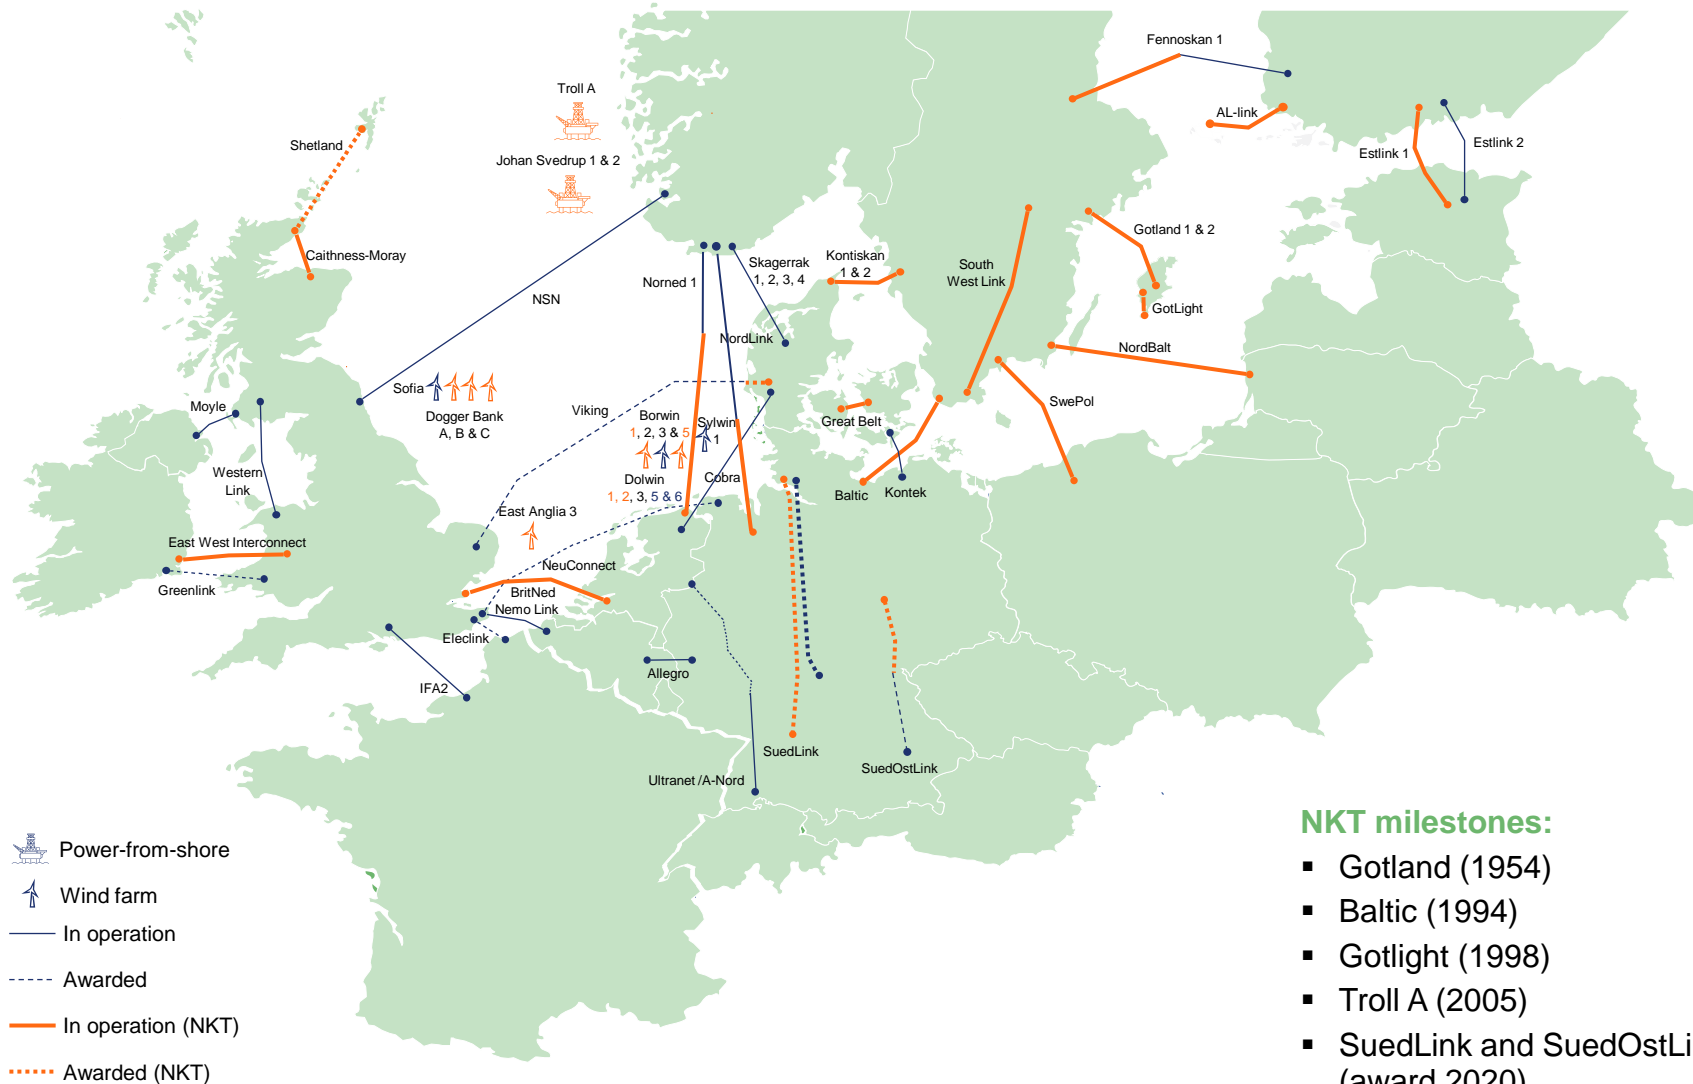 Fennoskan 1
Troll A
AL-link
Shetland
Estlink 2
Estlink 1
Johan Svedrup 1 & 2
Gotland 1 & 2
Caithness-Moray
Skagerrak
1, 2, 3, 4
Kontiskan
1 & 2
South
West Link
Norned 1
NSN
GotLight
NordLink
NordBalt
Sofia
Moyle
Dogger Bank
A, B & C
Viking
Borwin
1, 2, 3 & 5
Sylwin
1
Great Belt
SwePol
Western
Link
Dolwin
1, 2, 3, 5 & 6
Cobra
Baltic
Kontek
East Anglia 3
East West Interconnect
NeuConnect
Greenlink
BritNed
Nemo Link
Eleclink
Allegro
IFA2
SuedLink
SuedOstLink
Ultranet /A-Nord
Power-from-shore
Wind farm
In operation
Awarded
In operation (NKT)
Awarded (NKT)
NKT milestones:
▪ Gotland (1954)
▪ Baltic (1994)
▪ Gotlight (1998)
▪ Troll A (2005)
▪ SuedLink and SuedOstLi
(award 2020)